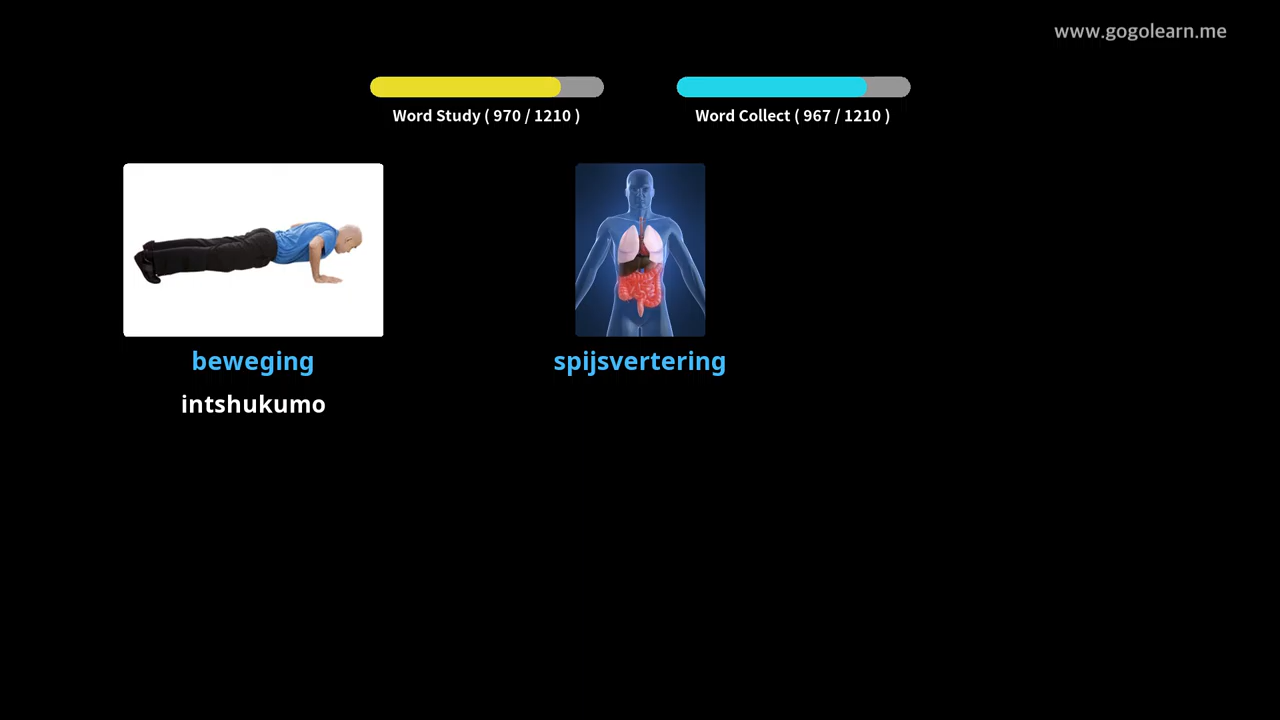 www.gogolearn.me
Word Study ( 970 / 1210 )
Word Collect ( 967 / 1210 )
beweging
intshukumo
spijsvertering